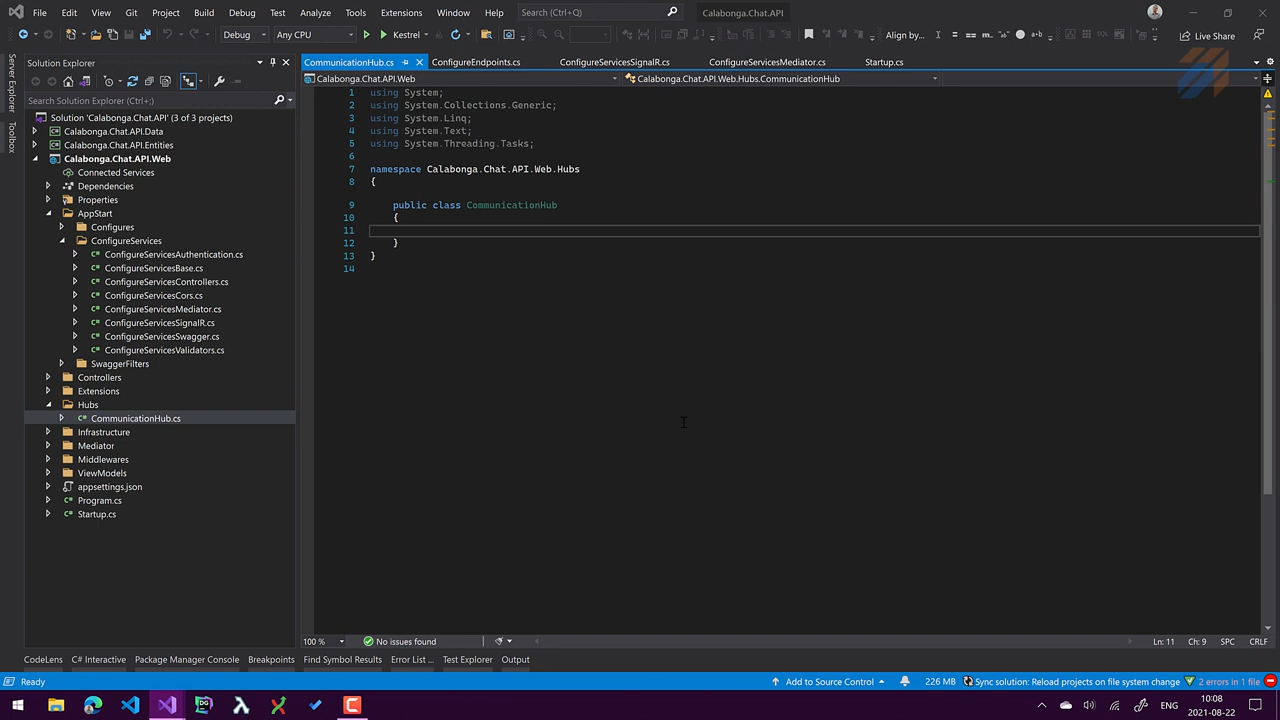 File Edit View Git Project Build Debug Test Analyze Tools Extensions Window Help Search (Ctrl+Q) Calabonga.Chat.API
Debug Any CPU Kestrel Align by... Live Share
Server Explorer
Toolbox
Solution Explorer
Search Solution Explorer (Ctrl+;)
Solution 'Calabonga.Chat.API' (3 of 3 projects)
Calabonga.Chat.API.Data
Calabonga.Chat.API.Entities
Calabonga.Chat.API.Web
Connected Services
Dependencies
Properties
AppStart
Configures
ConfigureServices
ConfigureServicesAuthentication.cs
ConfigureServicesBase.cs
ConfigureServicesControllers.cs
ConfigureServicesCors.cs
ConfigureServicesMediator.cs
ConfigureServicesSignalR.cs
ConfigureServicesSwagger.cs
ConfigureServicesValidators.cs
SwaggerFilters
Controllers
Extensions
Hubs
CommunicationHub.cs
Infrastructure
Mediator
Middlewares
ViewModels
appsettings.json
Program.cs
Startup.cs
CommunicationHub.cs ConfigureEndpoints.cs ConfigureServicesSignalR.cs ConfigureServicesMediator.cs Startup.cs
Calabonga.Chat.API.Web Calabonga.Chat.API.Web.Hubs.CommunicationHub
1 using System;
2 using System.Collections.Generic;
3 using System.Linq;
4 using System.Text;
5 using System.Threading.Tasks;
6
7 namespace Calabonga.Chat.API.Web.Hubs
8 {
9 public class CommunicationHub
10 {
11
12 }
13 }
14
100 % No issues found Ln: 11 Ch: 9 SPC CRLF
CodeLens C# Interactive Package Manager Console Breakpoints Find Symbol Results Error List ... Test Explorer Output
Ready Add to Source Control 226 MB Sync solution: Reload projects on file system change 2 errors in 1 file
ENG 10:08
2021-08-22